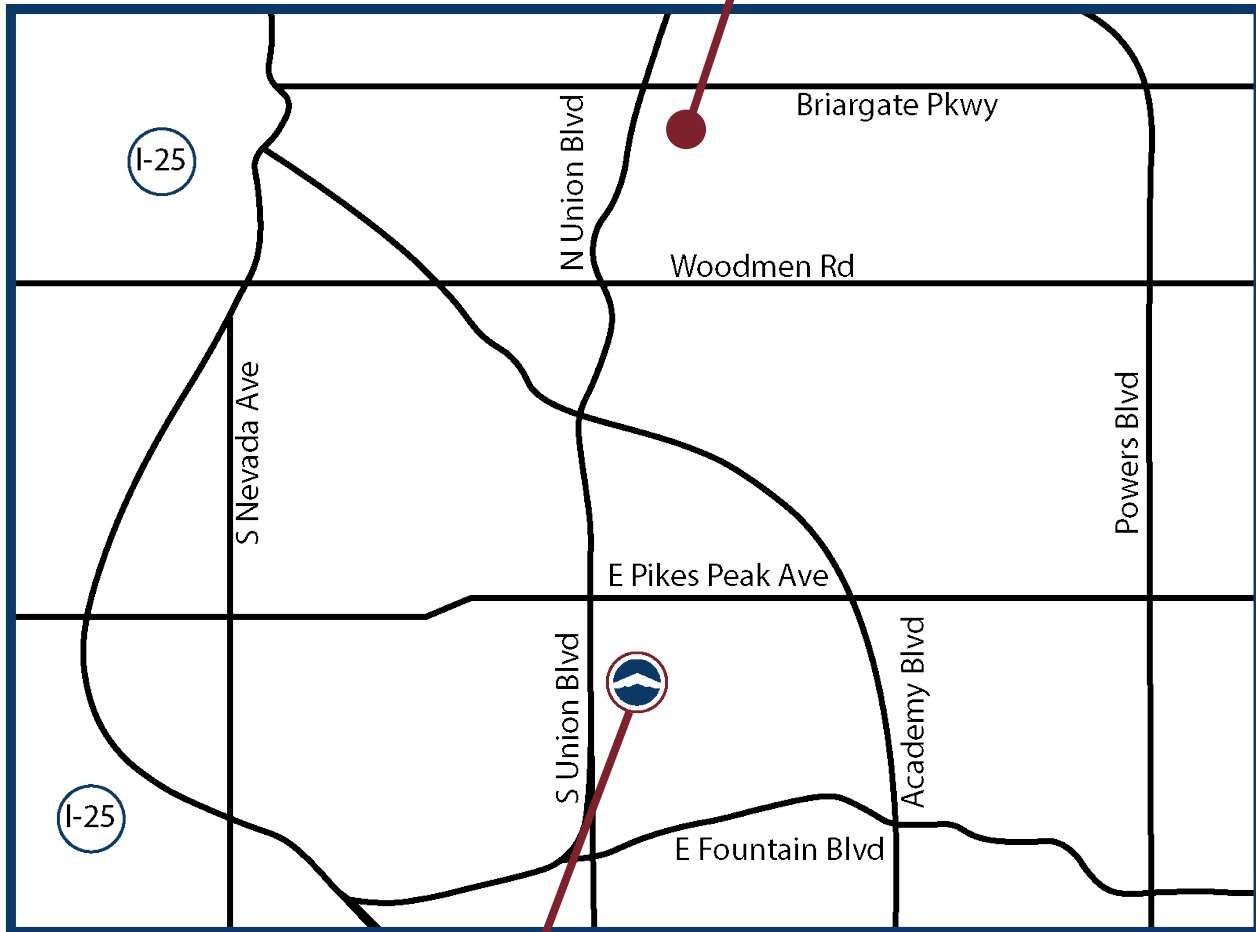 Briargate Pkwy
I-25
N Union Blvd
Woodmen Rd
S Nevada Ave
Powers Blvd
E Pikes Peak Ave
S Union Blvd
Academy Blvd
I-25
E Fountain Blvd